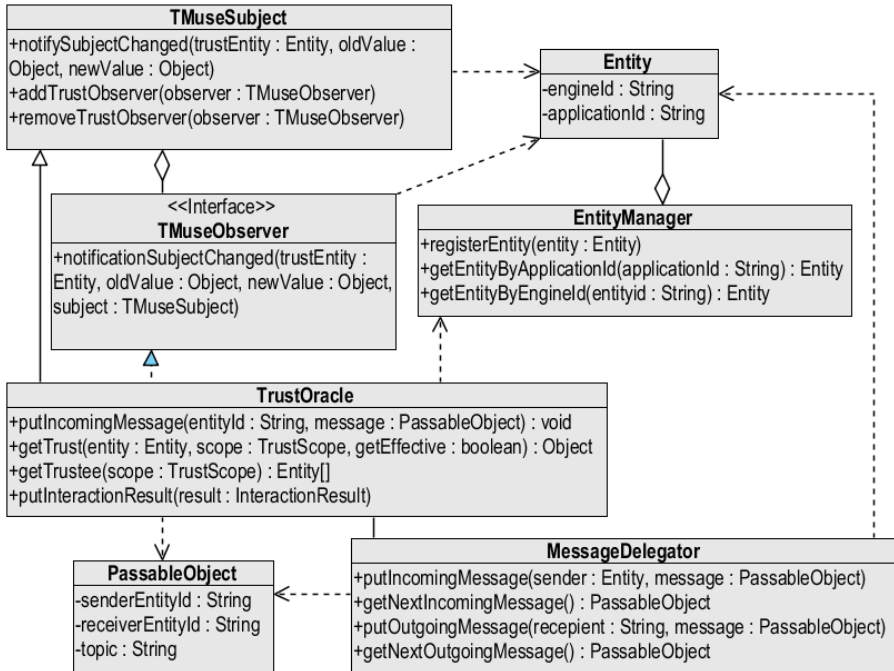 TMuseSubject
+notifySubjectChanged(trustEntity : Entity, oldValue :
Object, newValue : Object)
+addTrustObserver(observer : TMuseObserver)
+removeTrustObserver(observer : TMuseObserver)
Entity
-engineId : String
-applicationId : String
<<Interface>>
TMuseObserver
+notificationSubjectChanged(trustEntity :
Entity, oldValue : Object, newValue : Object,
subject : TMuseSubject)
EntityManager
+registerEntity(entity : Entity)
+getEntityByApplicationId(applicationId : String) : Entity
+getEntityByEngineId(entityid : String) : Entity
TrustOracle
+putIncomingMessage(entityId : String, message : PassableObject) : void
+getTrust(entity : Entity, scope : TrustScope, getEffective : boolean) : Object
+getTrustee(scope : TrustScope) : Entity[]
+putInteractionResult(result : InteractionResult)
PassableObject
-senderEntityId : String
-receiverEntityId : String
-topic : String
MessageDelegator
+putIncomingMessage(sender : Entity, message : PassableObject)
+getNextIncomingMessage() : PassableObject
+putOutgoingMessage(recepient : String, message : PassableObject)
+getNextOutgoingMessage() : PassableObject